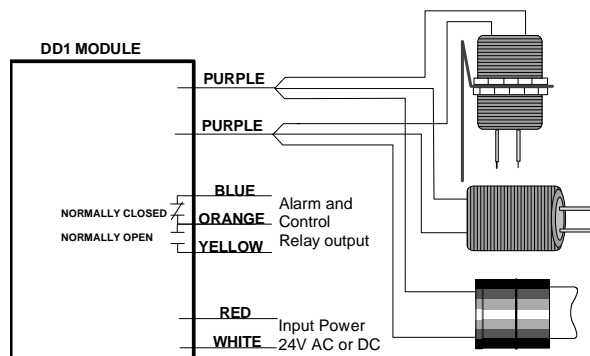 DD1 MODULE
PURPLE
PURPLE
BLUE
NORMALLY CLOSED
ORANGE
NORMALLY OPEN
YELLOW
Alarm and
Control
Relay output
RED
WHITE
Input Power
24V AC or DC